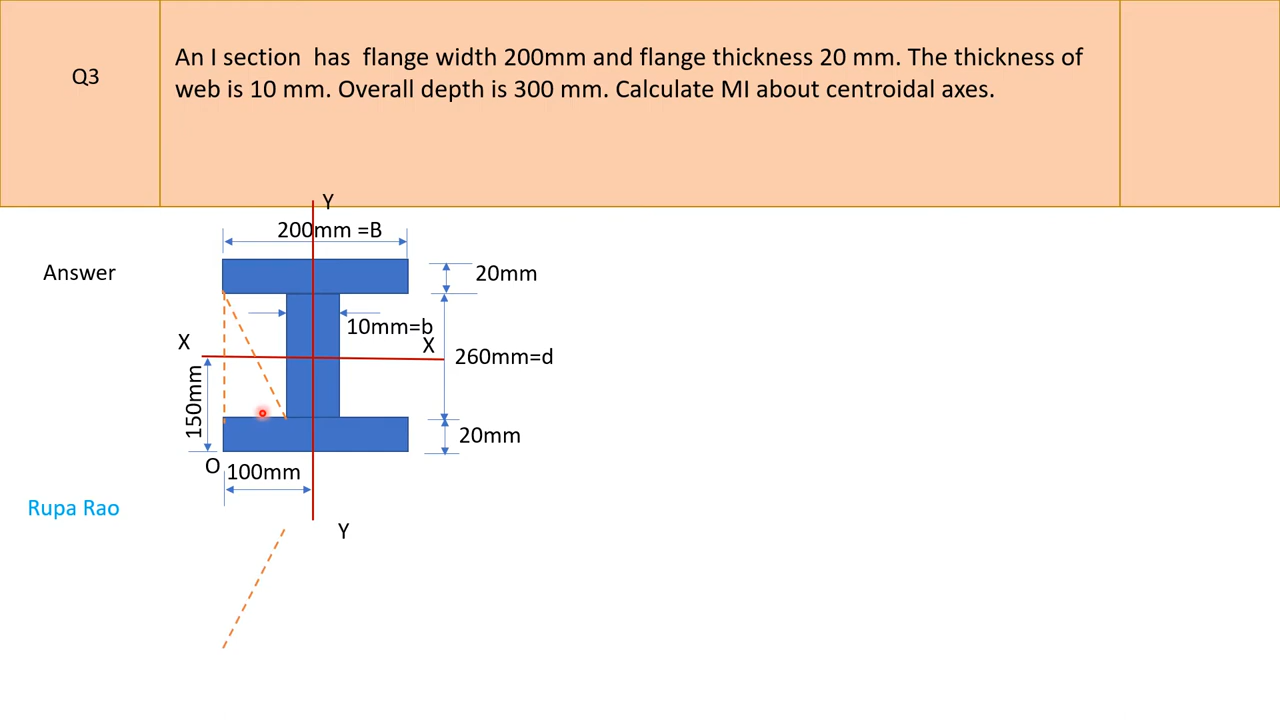 Q3
An I section has flange width 200mm and flange thickness 20 mm. The thickness of
web is 10 mm. Overall depth is 300 mm. Calculate MI about centroidal axes.
Y
200mm =B
Answer
20mm
10mm=b
X
X
260mm=d
150mm
20mm
O
100mm
Rupa Rao
Y